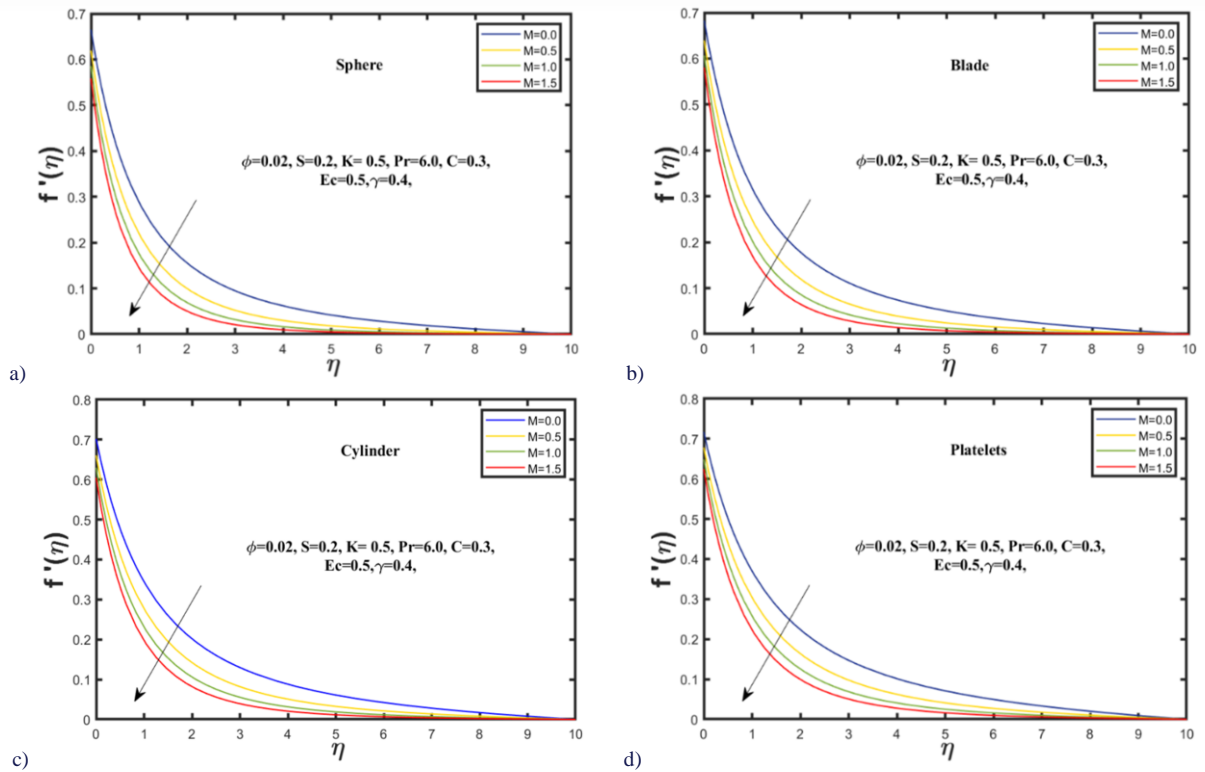 0.7
0.6
0.5
0.4
0.3
0.2
0.1
0
f '(η)
M=0.0
M=0.5
M=1.0
M=1.5
Sphere
ϕ=0.02, S=0.2, K= 0.5, Pr=6.0, C=0.3,
Ec=0.5,γ=0.4,
0 1 2 3 4 5 6 7 8 9 10
η
a)
0.7
0.6
0.5
0.4
0.3
0.2
0.1
0
f '(η)
M=0.0
M=0.5
M=1.0
M=1.5
Blade
ϕ=0.02, S=0.2, K= 0.5, Pr=6.0, C=0.3,
Ec=0.5,γ=0.4,
0 1 2 3 4 5 6 7 8 9 10
η
b)
0.8
0.7
0.6
0.5
0.4
0.3
0.2
0.1
0
f '(η)
M=0.0
M=0.5
M=1.0
M=1.5
Cylinder
ϕ=0.02, S=0.2, K= 0.5, Pr=6.0, C=0.3,
Ec=0.5,γ=0.4,
0 1 2 3 4 5 6 7 8 9 10
η
c)
0.8
0.7
0.6
0.5
0.4
0.3
0.2
0.1
0
f '(η)
M=0.0
M=0.5
M=1.0
M=1.5
Platelets
ϕ=0.02, S=0.2, K= 0.5, Pr=6.0, C=0.3,
Ec=0.5,γ=0.4,
0 1 2 3 4 5 6 7 8 9 10
η
d)